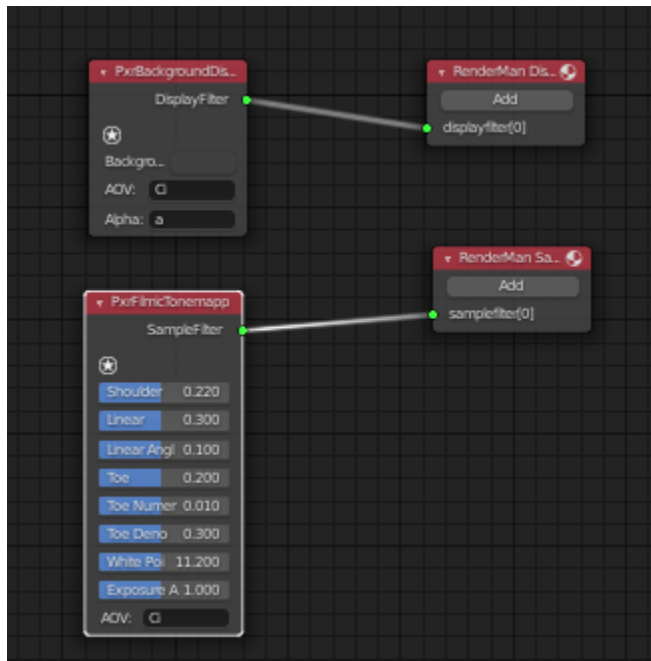 PxrBackgroundDis...
DisplayFilter
Backgro...
AOV: Ci
Alpha: a
RenderMan Dis...
Add
displayfilter[0]
RenderMan Sa...
Add
samplefilter[0]
PxrFilmicTonemapp
SampleFilter
Shoulder 0.220
Linear 0.300
Linear Angl 0.100
Toe 0.200
Toe Numer 0.010
Toe Deno 0.300
White Poi 11.200
Exposure A 1.000
AOV: Ci